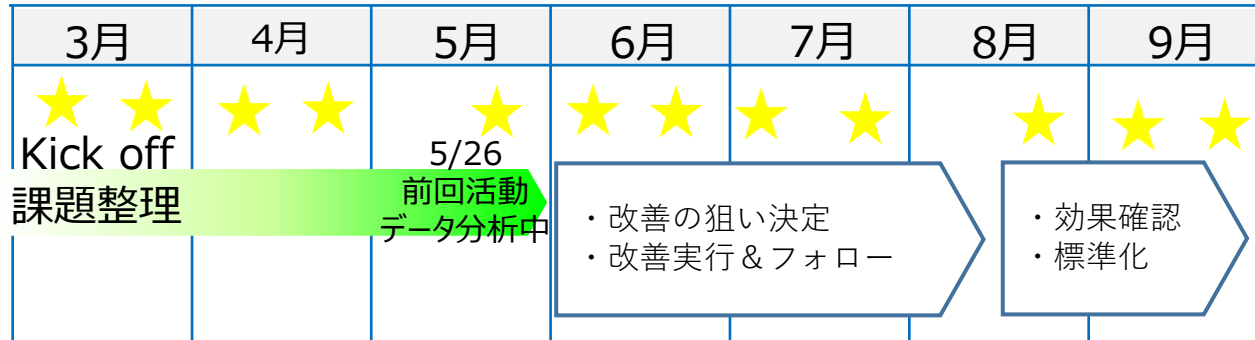 3月 4月 5月 6月 7月 8月 9月
Kick off
課題整理
5/26
前回活動
データ分析中
・改善の狙い決定
・改善実行＆フォロー
・効果確認
・標準化